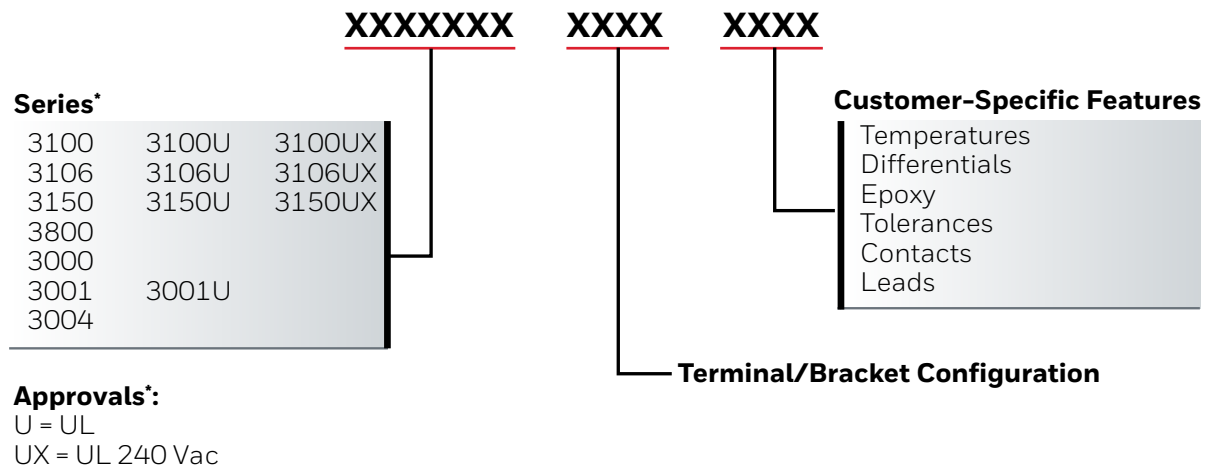 XXXXXXX XXXX XXXX
Series*
3100 3100U 3100UX
3106 3106U 3106UX
3150 3150U 3150UX
3800
3000
3001 3001U
3004
Customer-Specific Features
Temperatures
Differentials
Epoxy
Tolerances
Contacts
Leads
Terminal/Bracket Configuration
Approvals*:
U = UL
UX = UL 240 Vac